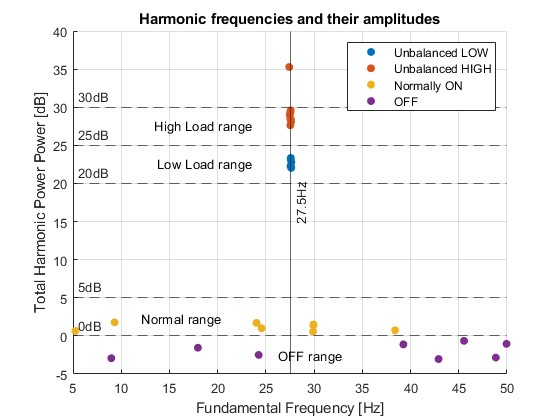 Harmonic frequencies and their amplitudes
Total Harmonic Power Power [dB]
40
35
30
25
20
15
10
5
0
-5
Unbalanced LOW
Unbalanced HIGH
Normally ON
OFF
30dB
High Load range
25dB
Low Load range
20dB
27.5Hz
5dB
Normal range
0dB
OFF range
5 10 15 20 25 30 35 40 45 50
Fundamental Frequency [Hz]